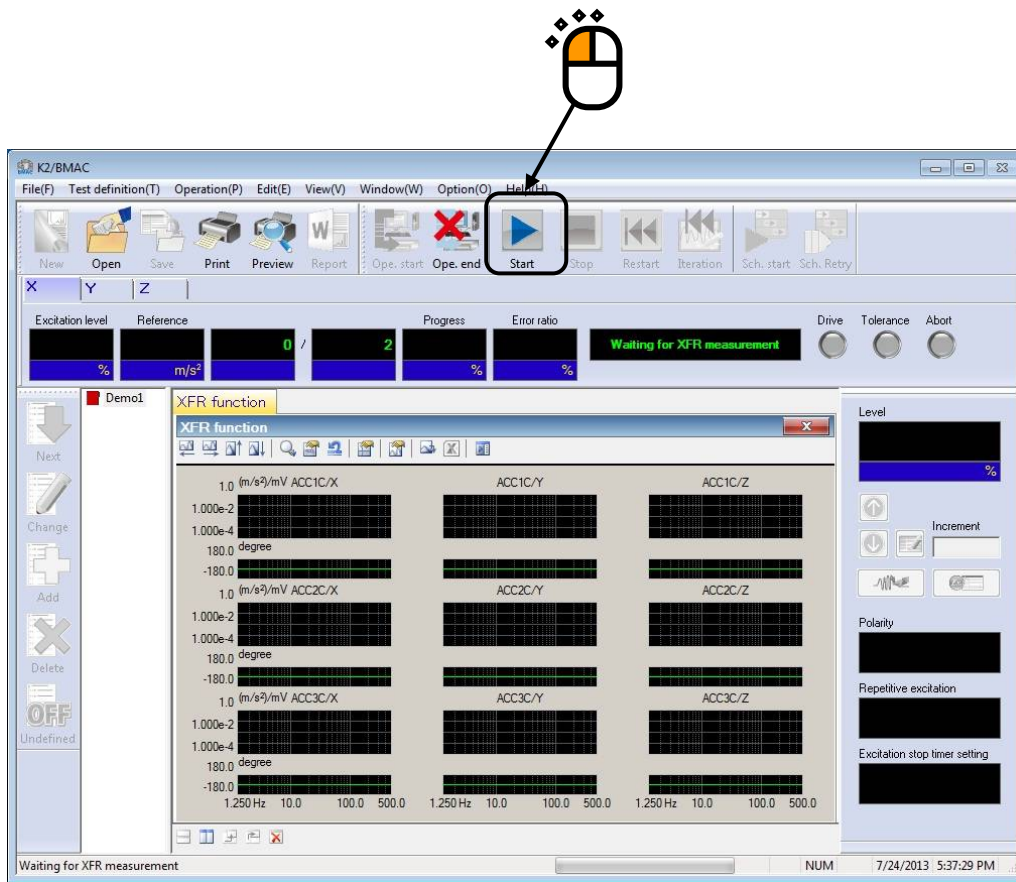 K2/BMAC
File(F) Test definition(T) Operation(P) Edit(E) View(V) Window(W) Option(O) Help(H)
New Open Save Print Preview Report Ope. start Ope. end Start Stop Restart Iteration Sch. start Sch. Retry
X Y Z
Excitation level Reference Progress Error ratio Drive Tolerance Abort
0 / 2 Waiting for XFR measurement
% m/s² % %
Demo1
XFR function
XFR function
Next
Change
Add
Delete
OFF
Undefined
1.0 (m/s²)/mV ACC1C/X ACC1C/Y ACC1C/Z
1.000e-2
1.000e-4
180.0 degree
-180.0
1.0 (m/s²)/mV ACC2C/X ACC2C/Y ACC2C/Z
1.000e-2
1.000e-4
180.0 degree
-180.0
1.0 (m/s²)/mV ACC3C/X ACC3C/Y ACC3C/Z
1.000e-2
1.000e-4
180.0 degree
-180.0
1.250 Hz 10.0 100.0 500.0 1.250 Hz 10.0 100.0 500.0 1.250 Hz 10.0 100.0 500.0
Level
%
Increment
Polarity
Repetitive excitation
Excitation stop timer setting
Waiting for XFR measurement NUM 7/24/2013 5:37:29 PM